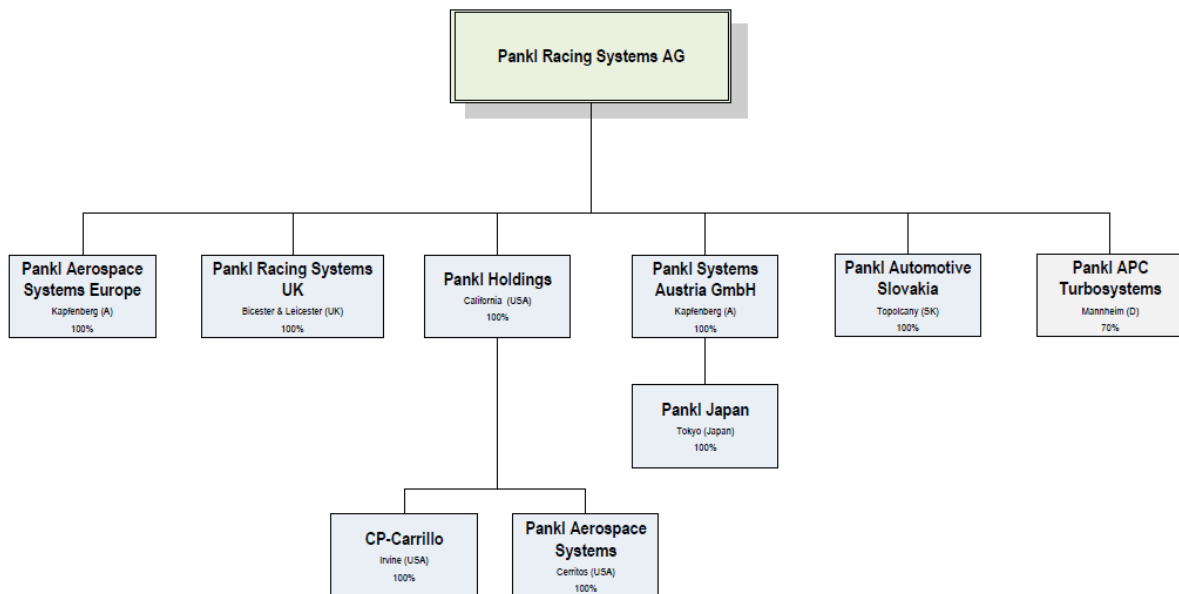 Pankl Racing Systems AG
Pankl Aerospace
Systems Europe
Kapfenberg (A)
100%
Pankl Racing Systems
UK
Bicester & Leicester (UK)
100%
Pankl Holdings
California (USA)
100%
Pankl Systems
Austria GmbH
Kapfenberg (A)
100%
Pankl Automotive
Slovakia
Topolcany (SK)
100%
Pankl APC
Turbosystems
Mannheim (D)
70%
Pankl Japan
Tokyo (Japan)
100%
CP-Carrillo
Irvine (USA)
100%
Pankl Aerospace
Systems
Cerritos (USA)
100%